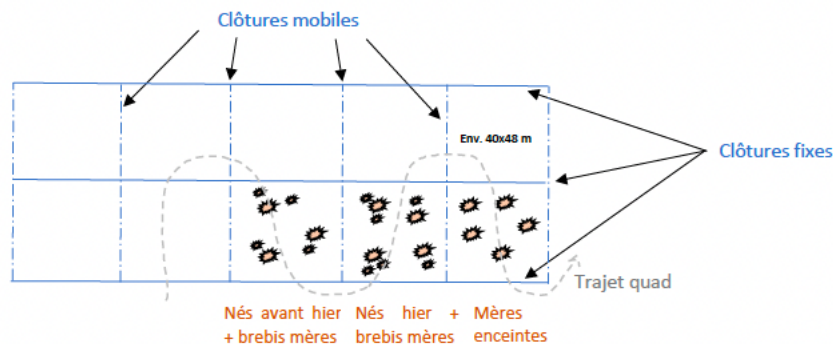 Clôtures mobiles
Env. 40x48 m
Clôtures fixes
Trajet quad
Nés avant hier
+ brebis mères
Nés hier +
brebis mères
Mères
enceintes